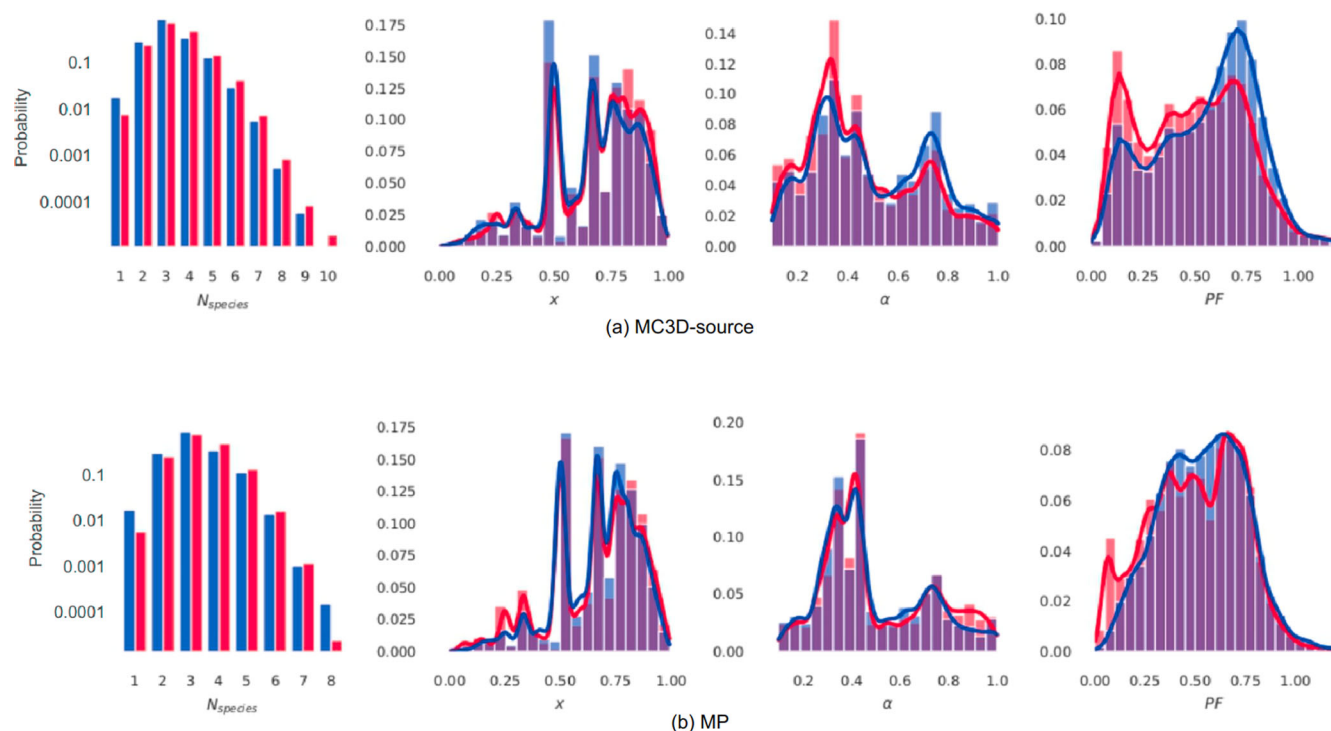 Probability
0.1
0.01
0.001
0.0001
1 2 3 4 5 6 7 8 9 10
N_species
0.175
0.150
0.125
0.100
0.075
0.050
0.025
0.000
0.00 0.25 0.50 0.75 1.00
x
0.14
0.12
0.10
0.08
0.06
0.04
0.02
0.00
0.2 0.4 0.6 0.8 1.0
α
0.10
0.08
0.06
0.04
0.02
0.00
0.00 0.25 0.50 0.75 1.00
PF
(a) MC3D-source
Probability
0.1
0.01
0.001
0.0001
1 2 3 4 5 6 7 8
N_species
0.175
0.150
0.125
0.100
0.075
0.050
0.025
0.000
0.00 0.25 0.50 0.75 1.00
x
0.20
0.15
0.10
0.05
0.00
0.2 0.4 0.6 0.8 1.0
α
0.08
0.06
0.04
0.02
0.00
0.00 0.25 0.50 0.75 1.00
PF
(b) MP